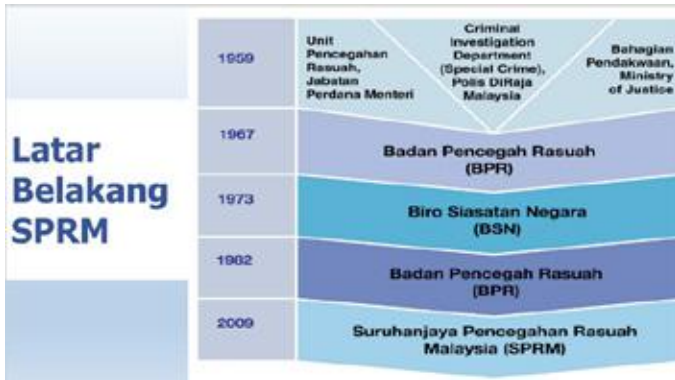 Latar
Belakang
SPRM
1959
Unit
Pencegahan
Rasuah,
Jabatan
Perdana Menteri
Criminal
Investigation
Department
(Special Crime),
Polis DiRaja
Malaysia
Bahagian
Pendakwaan,
Ministry
of Justice
1967
Badan Pencegah Rasuah
(BPR)
1973
Biro Siasatan Negara
(BSN)
1982
Badan Pencegah Rasuah
(BPR)
2009
Suruhanjaya Pencegahan Rasuah
Malaysia (SPRM)